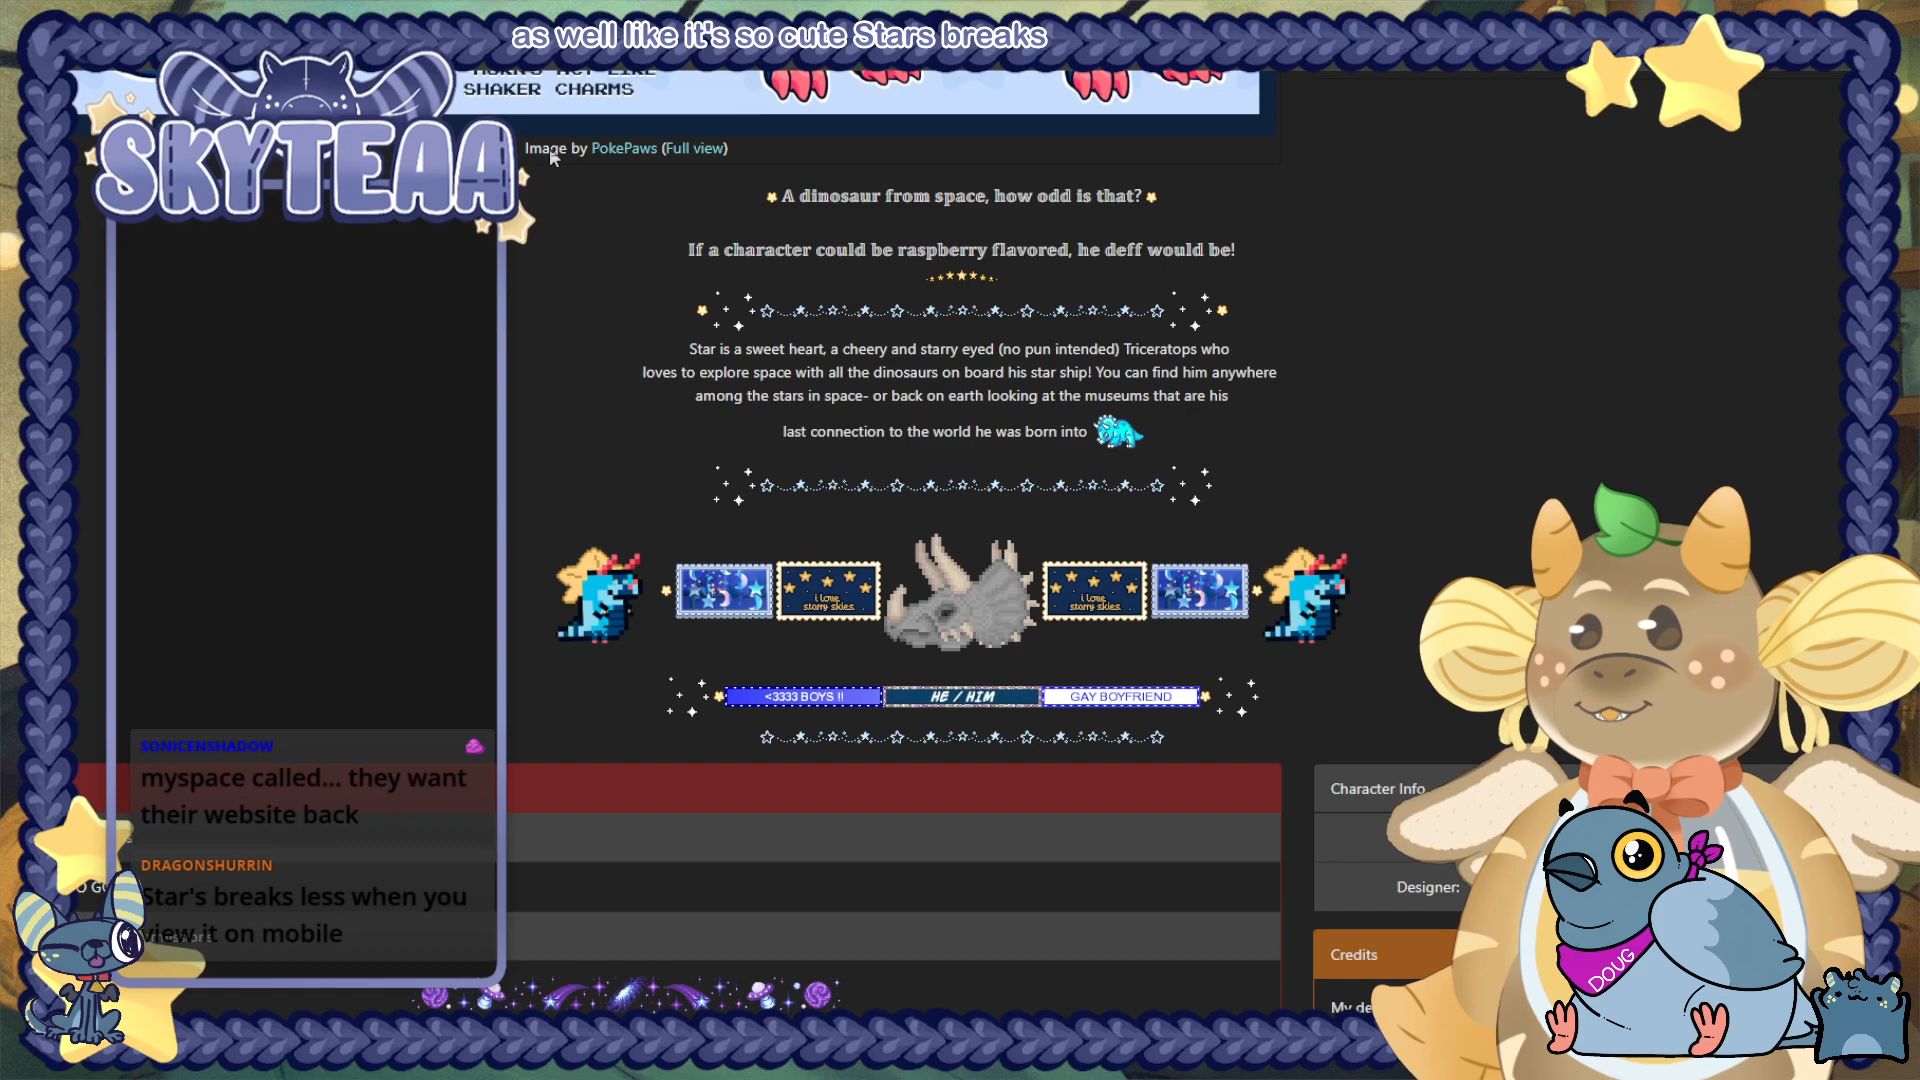 as well like it's so cute Stars breaks
SHAKER CHARMS
SKYTEAA
Image by PokePaws (Full view)
A dinosaur from space, how odd is that?
If a character could be raspberry flavored, he deff would be!
Star is a sweet heart, a cheery and starry eyed (no pun intended) Triceratops who
loves to explore space with all the dinosaurs on board his star ship! You can find him anywhere
among the stars in space- or back on earth looking at the museums that are his
last connection to the world he was born into
i love
starry skies
i love
starry skies
<3333 BOYS !!
HE / HIM
GAY BOYFRIEND
SONICENSHADOW
myspace called... they want
their website back
DRAGONSHURRIN
Star's breaks less when you
view it on mobile
Character Info
Designer:
Credits
My de
DOUG